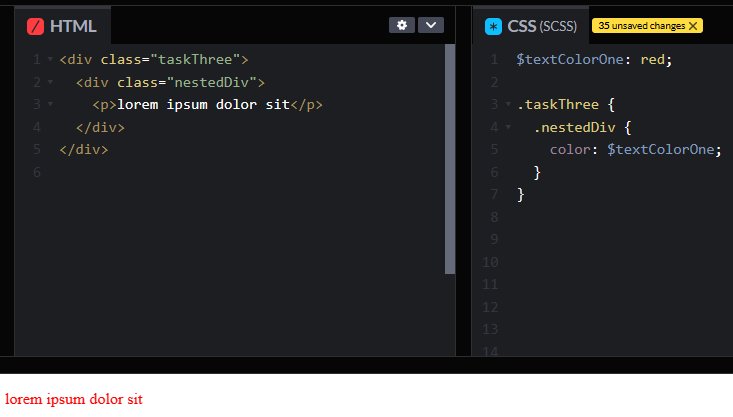 HTML
1 <div class="taskThree">
2   <div class="nestedDiv">
3     <p>lorem ipsum dolor sit</p>
4   </div>
5 </div>
6
CSS (SCSS) 35 unsaved changes X
1 $textColorOne: red;
2
3 .taskThree {
4   .nestedDiv {
5     color: $textColorOne;
6   }
7 }
8
9
10
11
12
13
14
lorem ipsum dolor sit